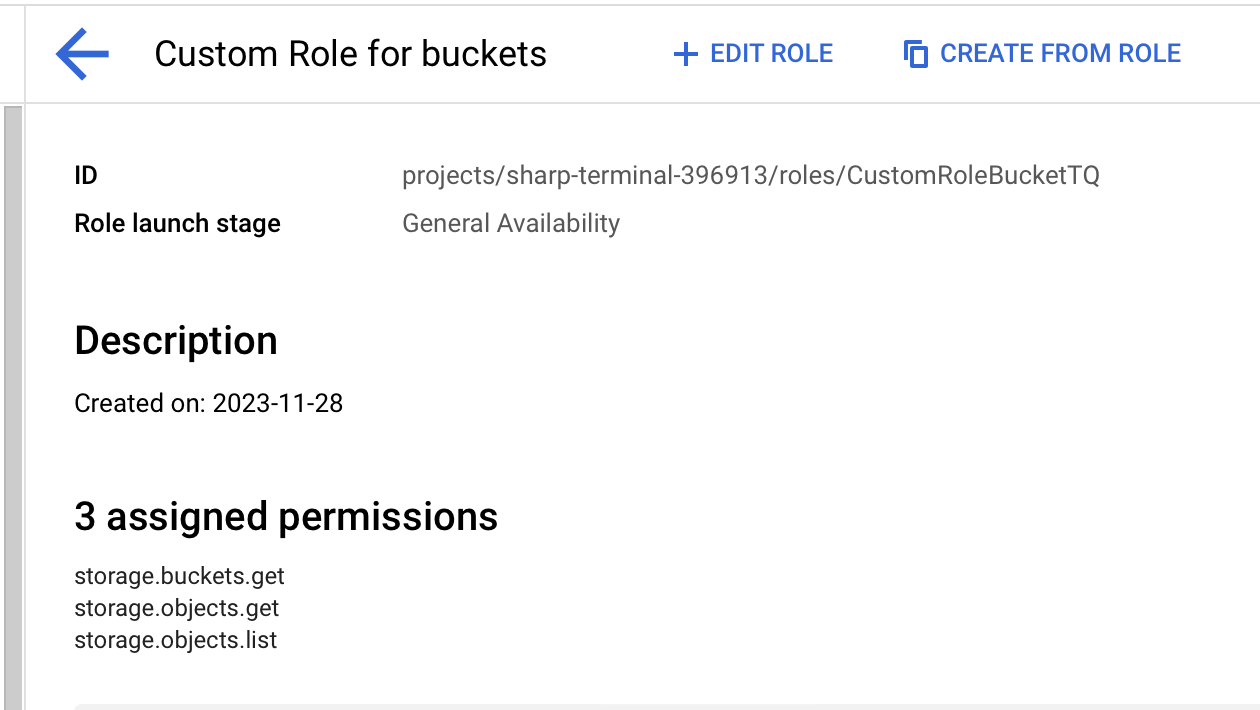 Custom Role for buckets
EDIT ROLE
CREATE FROM ROLE
ID projects/sharp-terminal-396913/roles/CustomRoleBucketTQ
Role launch stage General Availability
Description
Created on: 2023-11-28
3 assigned permissions
storage.buckets.get
storage.objects.get
storage.objects.list